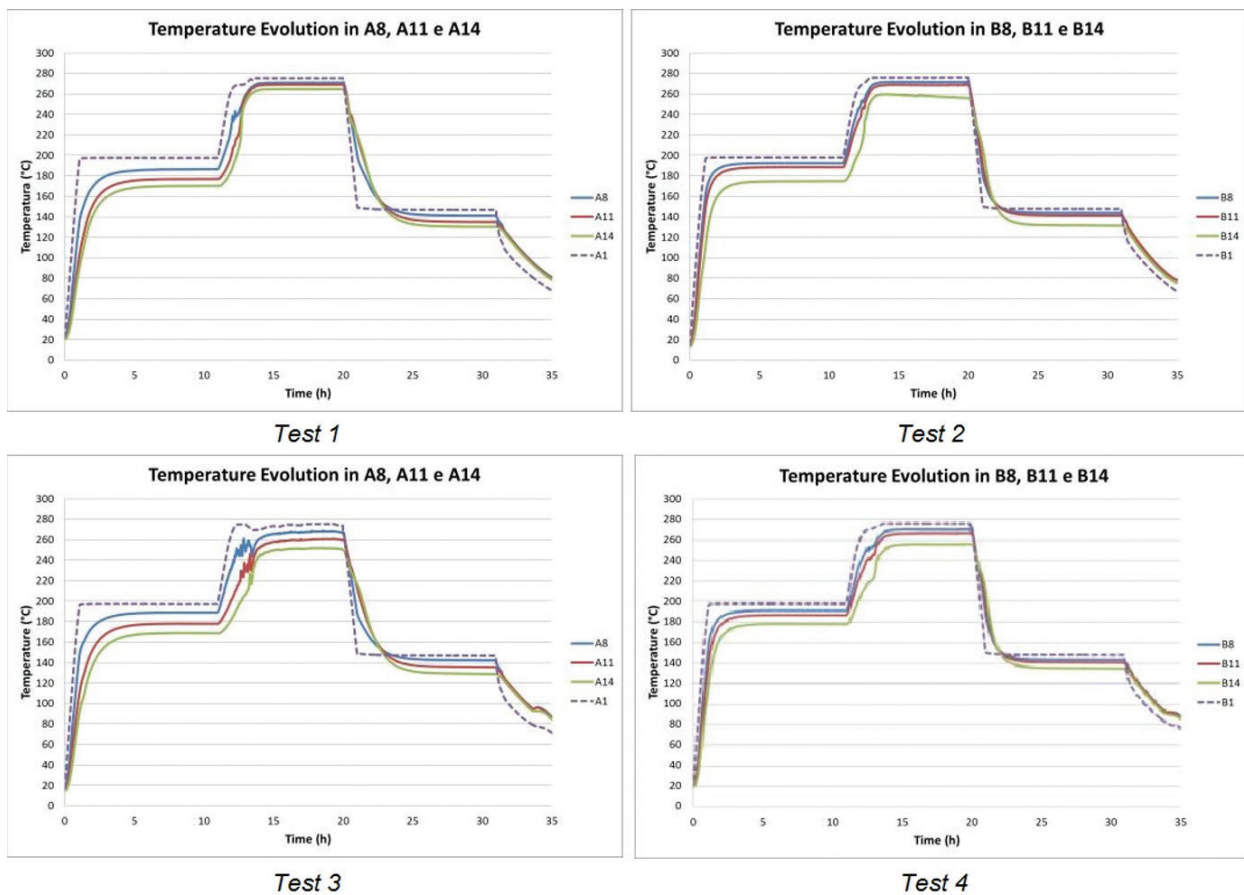 Temperature Evolution in A8, A11 e A14
300
280
260
240
220
200
180
160
140
120
100
80
60
40
20
0
Temperatura (°C)
0 5 10 15 20 25 30 35
Time (h)
A8
A11
A14
A1
Test 1
Temperature Evolution in B8, B11 e B14
300
280
260
240
220
200
180
160
140
120
100
80
60
40
20
0
Temperature (°C)
0 5 10 15 20 25 30 35
Time (h)
B8
B11
B14
B1
Test 2
Temperature Evolution in A8, A11 e A14
300
280
260
240
220
200
180
160
140
120
100
80
60
40
20
0
Temperature (°C)
0 5 10 15 20 25 30 35
Time (h)
A8
A11
A14
A1
Test 3
Temperature Evolution in B8, B11 e B14
300
280
260
240
220
200
180
160
140
120
100
80
60
40
20
0
Temperature (°C)
0 5 10 15 20 25 30 35
Time (h)
B8
B11
B14
B1
Test 4